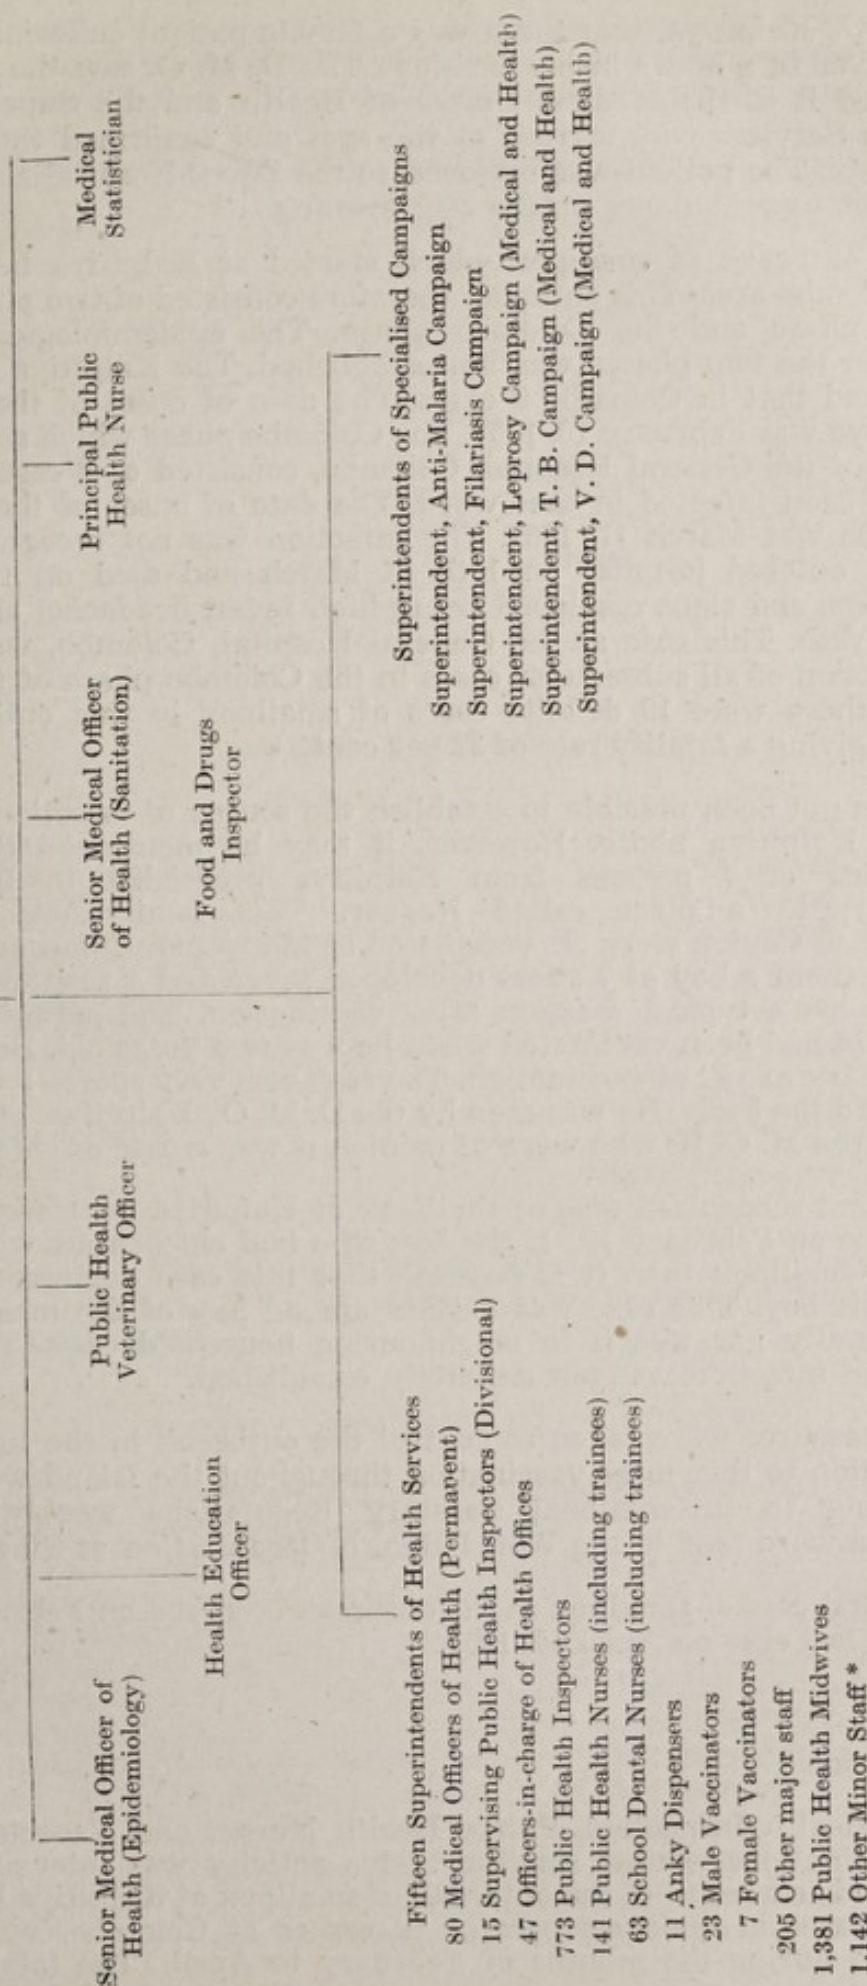 Senior Medical Officer of
Health (Epidemiology)
Health Education
Officer
Public Health
Veterinary Officer
Senior Medical Officer
of Health (Sanitation)
Food and Drugs
Inspector
Principal Public
Health Nurse
Medical
Statistician
Fifteen Superintendents of Health Services
80 Medical Officers of Health (Permanent)
15 Supervising Public Health Inspectors (Divisional)
47 Officers-in-charge of Health Offices
773 Public Health Inspectors
141 Public Health Nurses (including trainees)
63 School Dental Nurses (including trainees)
11 Anky Dispensers
23 Male Vaccinators
7 Female Vaccinators
205 Other major staff
1,381 Public Health Midwives
1,142 Other Minor Staff *
Superintendents of Specialised Campaigns
Superintendent, Anti-Malaria Campaign
Superintendent, Filariasis Campaign
Superintendent, Leprosy Campaign (Medical and Health)
Superintendent, T. B. Campaign (Medical and Health)
Superintendent, V. D. Campaign (Medical and Health)